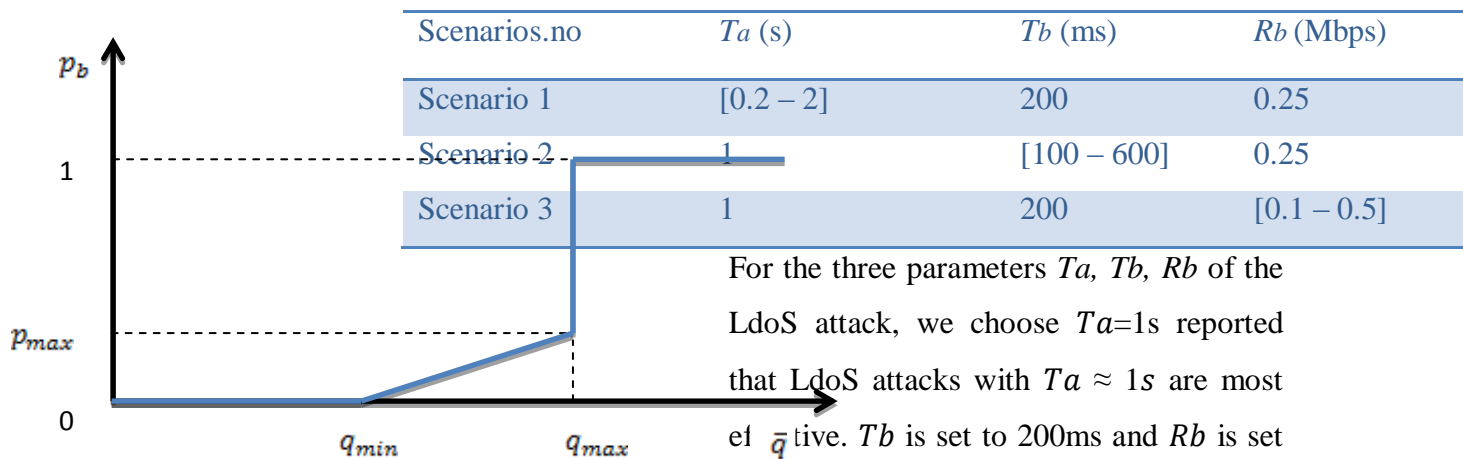 Scenarios.no Ta (s) Tb (ms) Rb (Mbps)
Scenario 1 [0.2 – 2] 200 0.25
Scenario 2 1 [100 – 600] 0.25
Scenario 3 1 200 [0.1 – 0.5]
p_b
1
p_max
0
q_min q_max q̄
For the three parameters Ta, Tb, Rb of the
LdoS attack, we choose Ta=1s reported
that LdoS attacks with Ta ≈ 1s are most
ef tive. Tb is set to 200ms and Rb is set